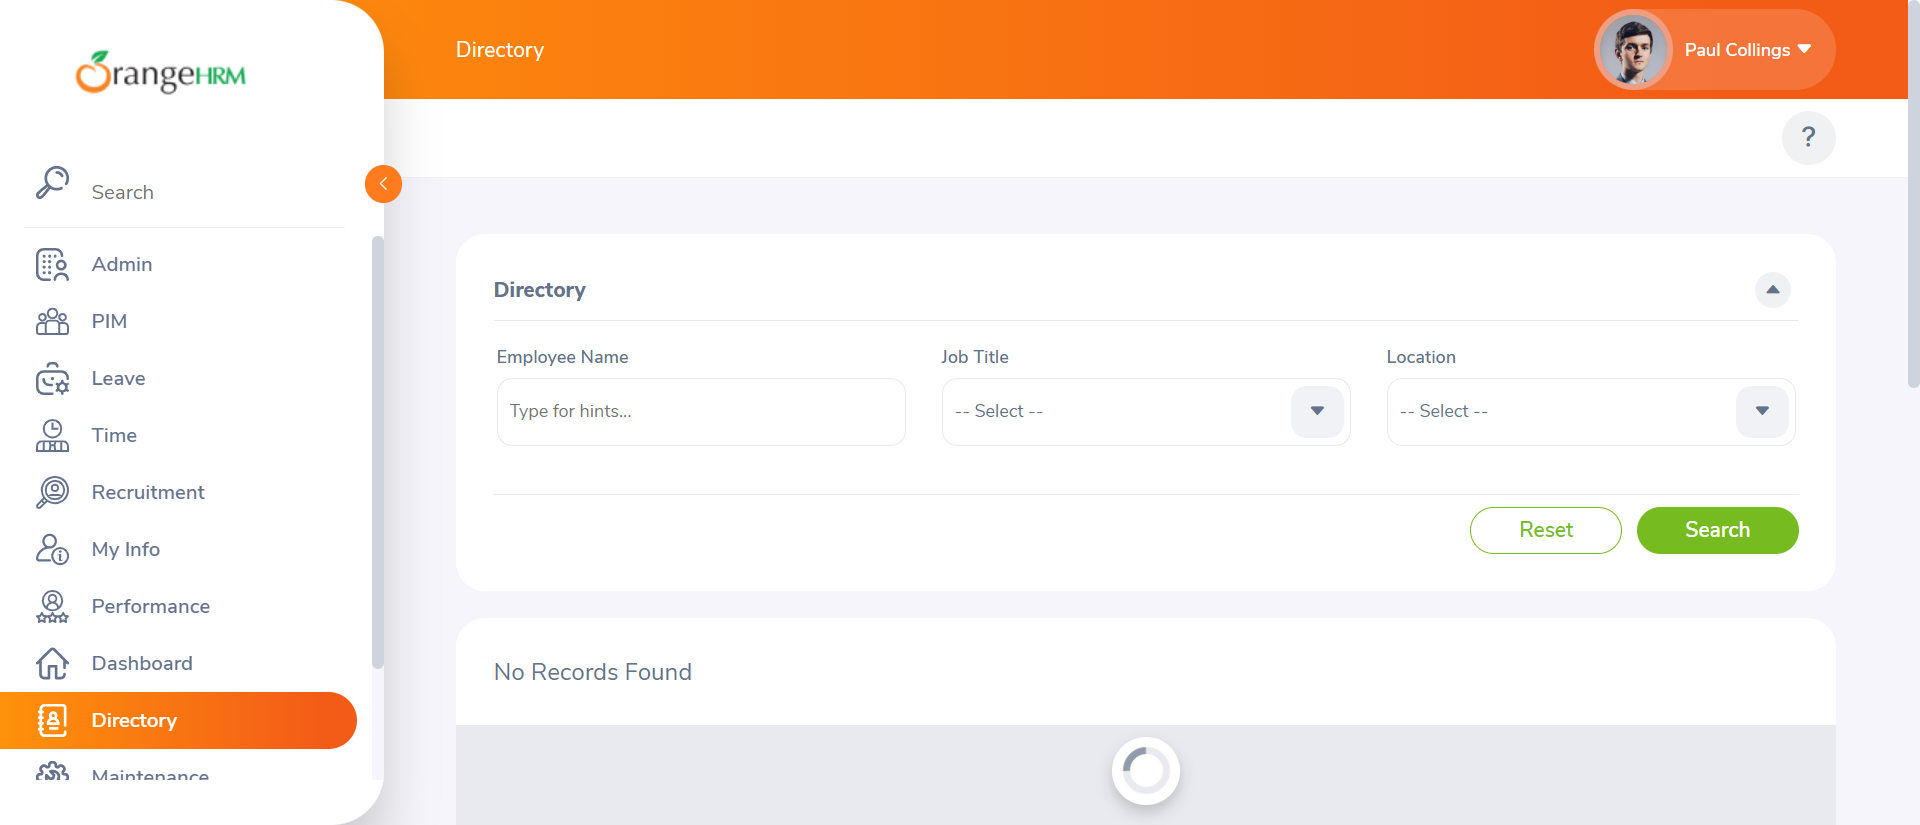 OrangeHRM
Directory
Paul Collings
?
Search
Admin
PIM
Leave
Time
Recruitment
My Info
Performance
Dashboard
Directory
Maintenance
Directory
Employee Name
Job Title
Location
Type for hints...
-- Select --
-- Select --
Reset
Search
No Records Found